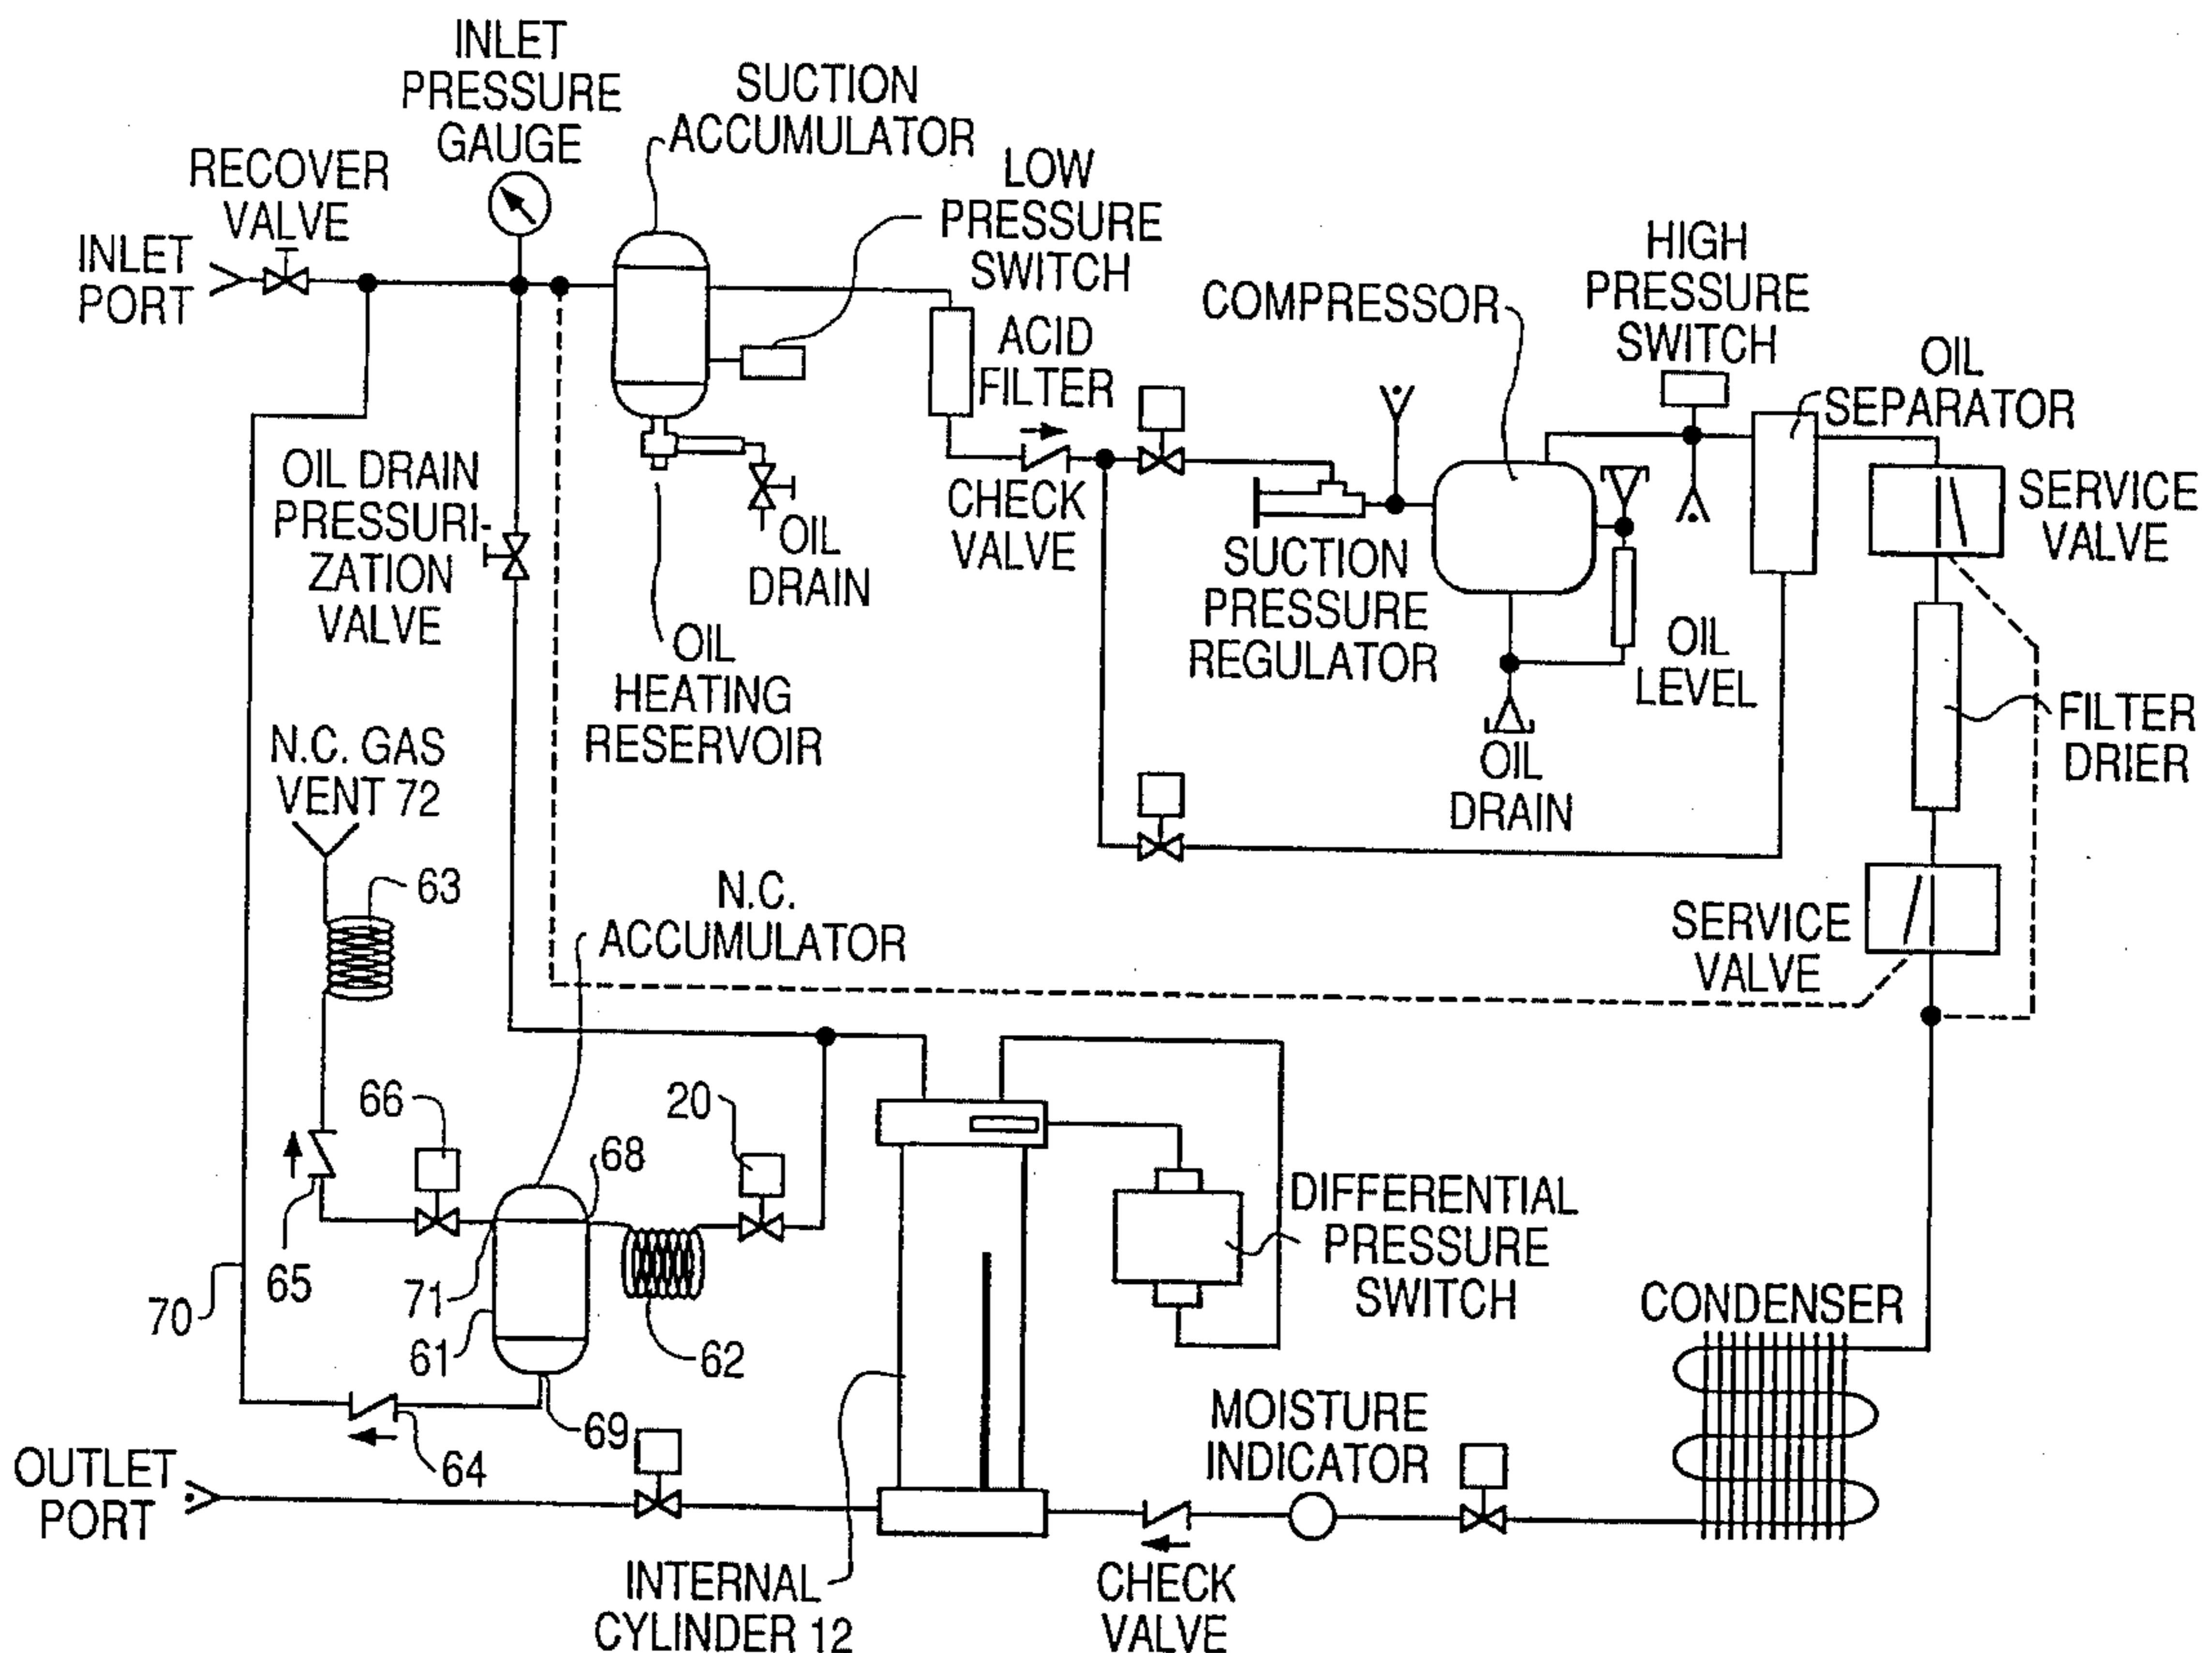 INLET
PRESSURE
GAUGE
SUCTION
ACCUMULATOR
RECOVER
VALVE
LOW
PRESSURE
SWITCH
INLET
PORT
HIGH
PRESSURE
SWITCH
COMPRESSOR
ACID
FILTER
OIL
SEPARATOR
OIL DRAIN
PRESSURI-
ZATION
VALVE
CHECK
VALVE
SERVICE
VALVE
OIL
DRAIN
SUCTION
PRESSURE
REGULATOR
OIL
HEATING
RESERVOIR
OIL
LEVEL
FILTER
DRIER
N.C. GAS
VENT 72
OIL
DRAIN
63
N.C.
ACCUMULATOR
SERVICE
VALVE
66
20
68
DIFFERENTIAL
PRESSURE
SWITCH
65
71
70
61
62
CONDENSER
69
64
MOISTURE
INDICATOR
OUTLET
PORT
INTERNAL
CYLINDER 12
CHECK
VALVE